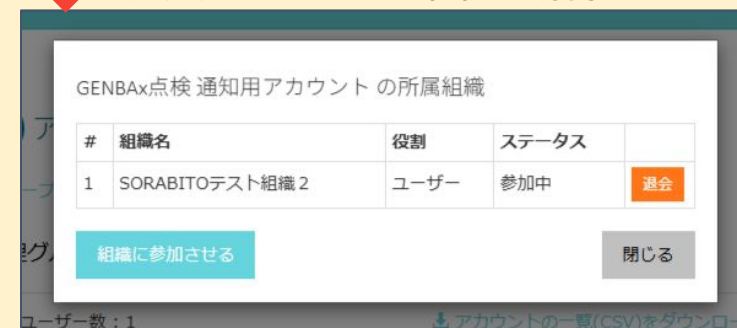 GENBAx点検 通知用アカウント の所属組織
# 組織名 役割 ステータス
1 SORABITOテスト組織2 ユーザー 参加中 退会
組織に参加させる 閉じる
ユーザー数:1 アカウントの一覧(CSV)をダウンロー